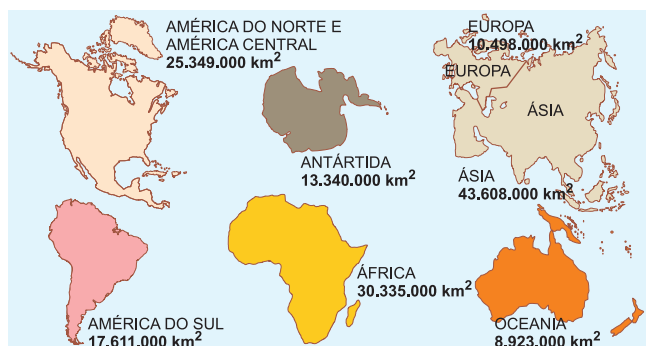 AMÉRICA DO NORTE E
AMÉRICA CENTRAL
25.349.000 km²
EUROPA
10.498.000 km²
EUROPA
ÁSIA
ANTÁRTIDA
13.340.000 km²
ÁSIA
43.608.000 km²
ÁFRICA
30.335.000 km²
AMÉRICA DO SUL
17.611.000 km²
OCEANIA
8.923.000 km²